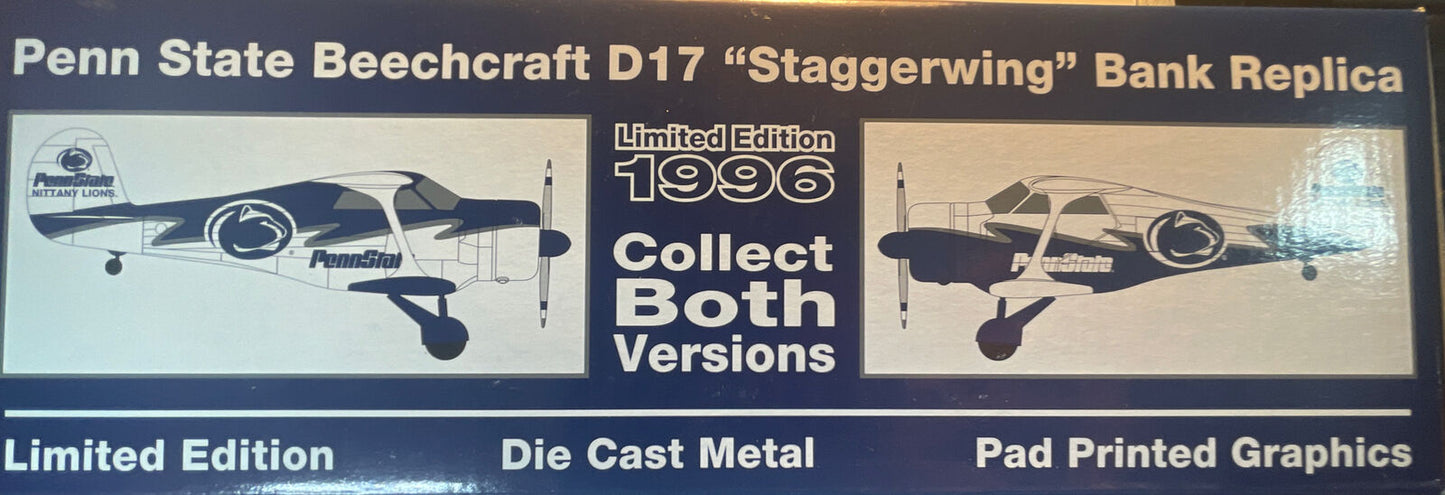 Penn State Beechcraft D17 “Staggerwing” Bank Replica
Limited Edition
1996
Collect
Both
Versions
PennState
NITTANY LIONS
PennStat
PennState
Limited Edition
Die Cast Metal
Pad Printed Graphics